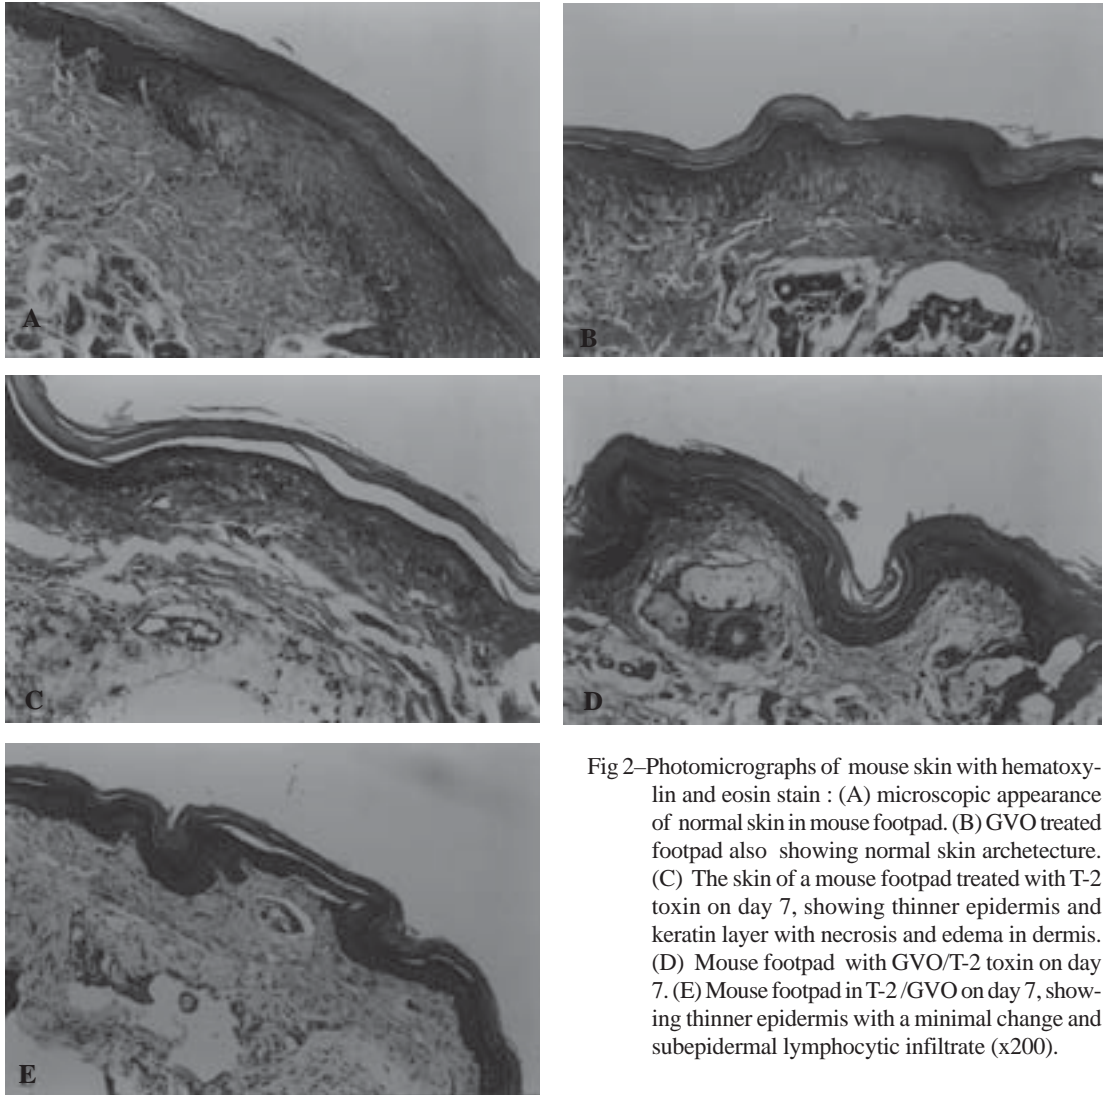 A
B
C
D
E
Fig 2–Photomicrographs of mouse skin with hematoxy-
lin and eosin stain : (A) microscopic appearance
of normal skin in mouse footpad. (B) GVO treated
footpad also showing normal skin archetecture.
(C) The skin of a mouse footpad treated with T-2
toxin on day 7, showing thinner epidermis and
keratin layer with necrosis and edema in dermis.
(D) Mouse footpad with GVO/T-2 toxin on day
7. (E) Mouse footpad in T-2 /GVO on day 7, show-
ing thinner epidermis with a minimal change and
subepidermal lymphocytic infiltrate (x200).